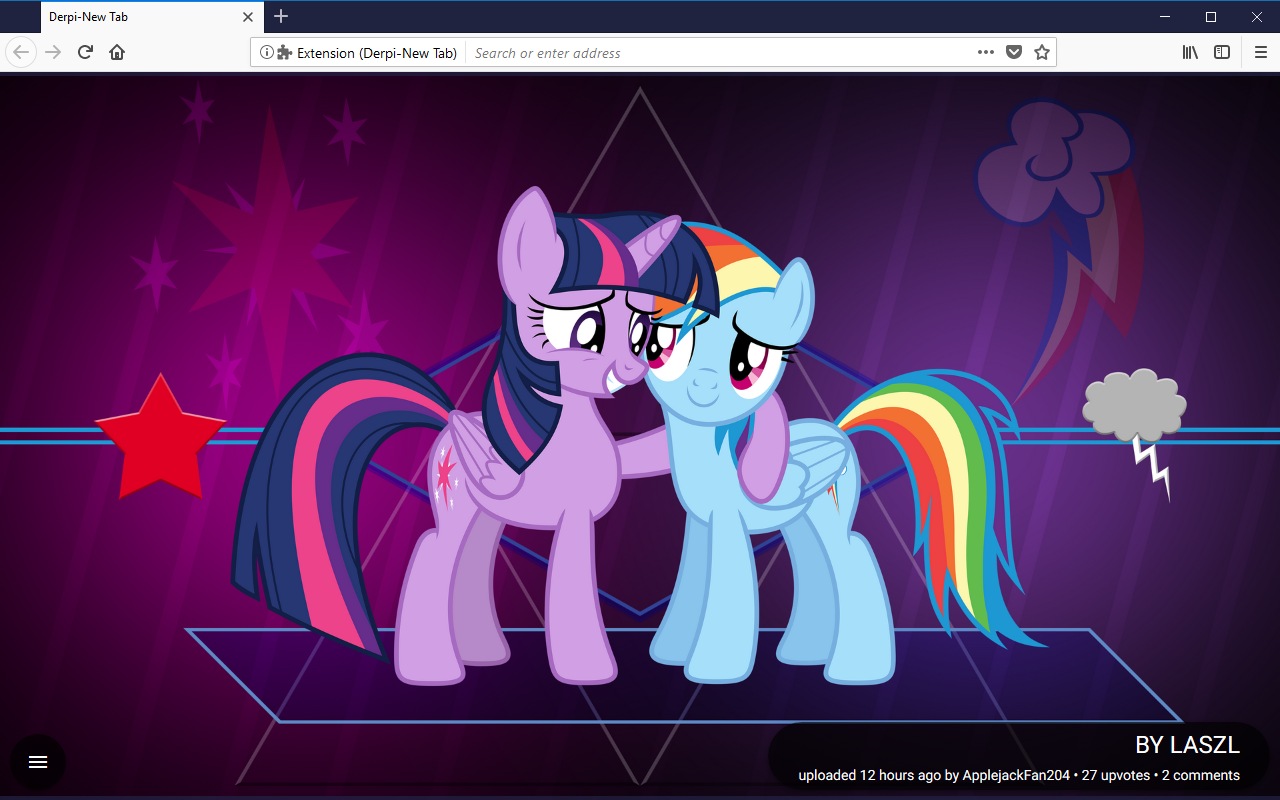 Derpi-New Tab
Extension (Derpi-New Tab) Search or enter address
BY LASZL
uploaded 12 hours ago by ApplejackFan204 • 27 upvotes • 2 comments